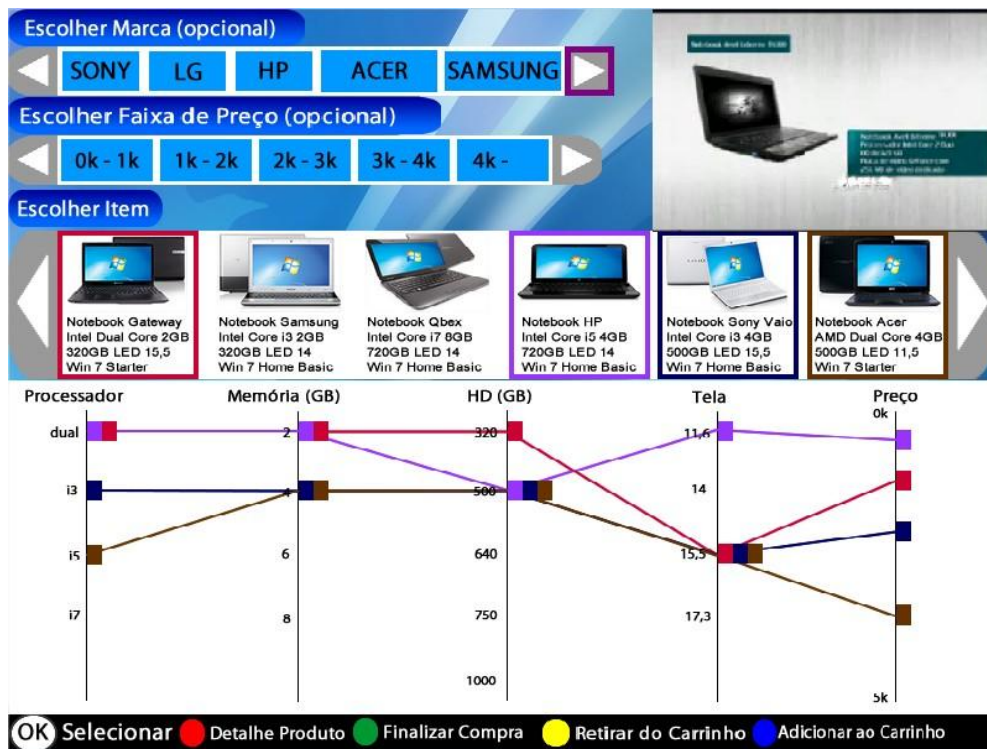 Escolher Marca (opcional)
SONY LG HP ACER SAMSUNG
Escolher Faixa de Preço (opcional)
0k - 1k 1k - 2k 2k - 3k 3k - 4k 4k -
Escolher Item
Notebook Gateway
Intel Dual Core 2GB
320GB LED 15,5
Win 7 Starter
Notebook Samsung
Intel Core i3 2GB
320GB LED 14
Win 7 Home Basic
Notebook Qbex
Intel Core i7 8GB
720GB LED 14
Win 7 Home Basic
Notebook HP
Intel Core i5 4GB
720GB LED 14
Win 7 Home Basic
Notebook Sony Vaio
Intel Core i3 4GB
500GB LED 15,5
Win 7 Home Basic
Notebook Acer
AMD Dual Core 4GB
500GB LED 11,5
Win 7 Starter
Processador Memória (GB) HD (GB) Tela Preço
0k
dual 2 320 11,6
i3 4 500 14
i5 6 640 15,5
i7 8 750 17,3
1000
5k
OK Selecionar Detalhe Produto Finalizar Compra Retirar do Carrinho Adicionar ao Carrinho